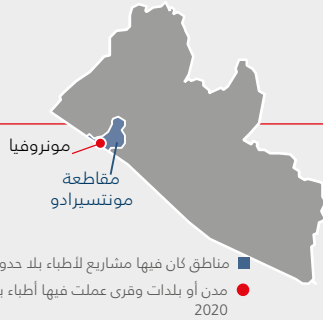 مونروفيا
مقاطعة
مونتسيرادو
مناطق كان فيها مشاريع لأطباء بلا
مدن أو بلدات وقرى عملت فيها أطباء
2020